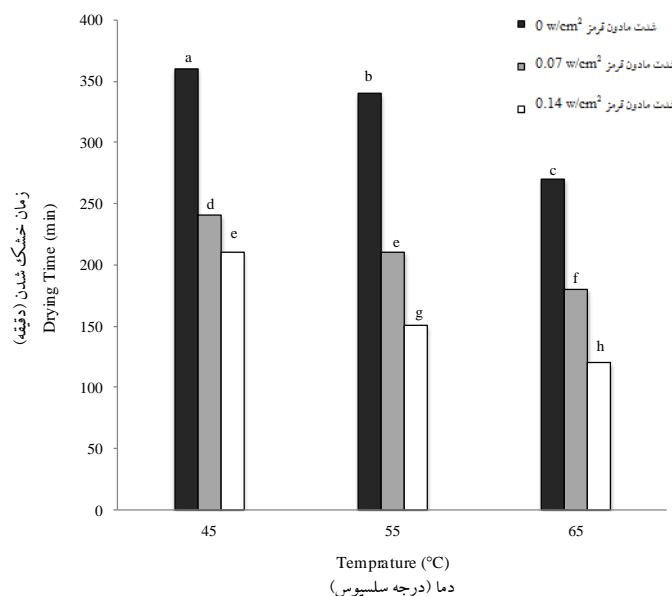 شدت مادون قرمز 0 w/cm²
شدت مادون قرمز 0.07 w/cm²
شدت مادون قرمز 0.14 w/cm²
زمان خشک شدن (دقیقه)
Drying Time (min)
400
350
300
250
200
150
100
50
0
a
d
e
b
e
g
c
f
h
45
55
65
Temprature (°C)
دما (درجه سلسیوس)